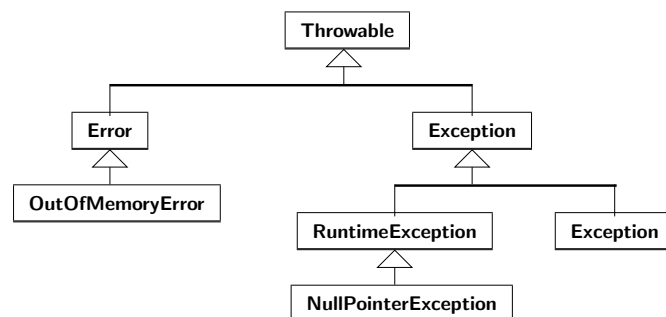 Throwable
Error
Exception
OutOfMemoryError
RuntimeException
Exception
NullPointerException